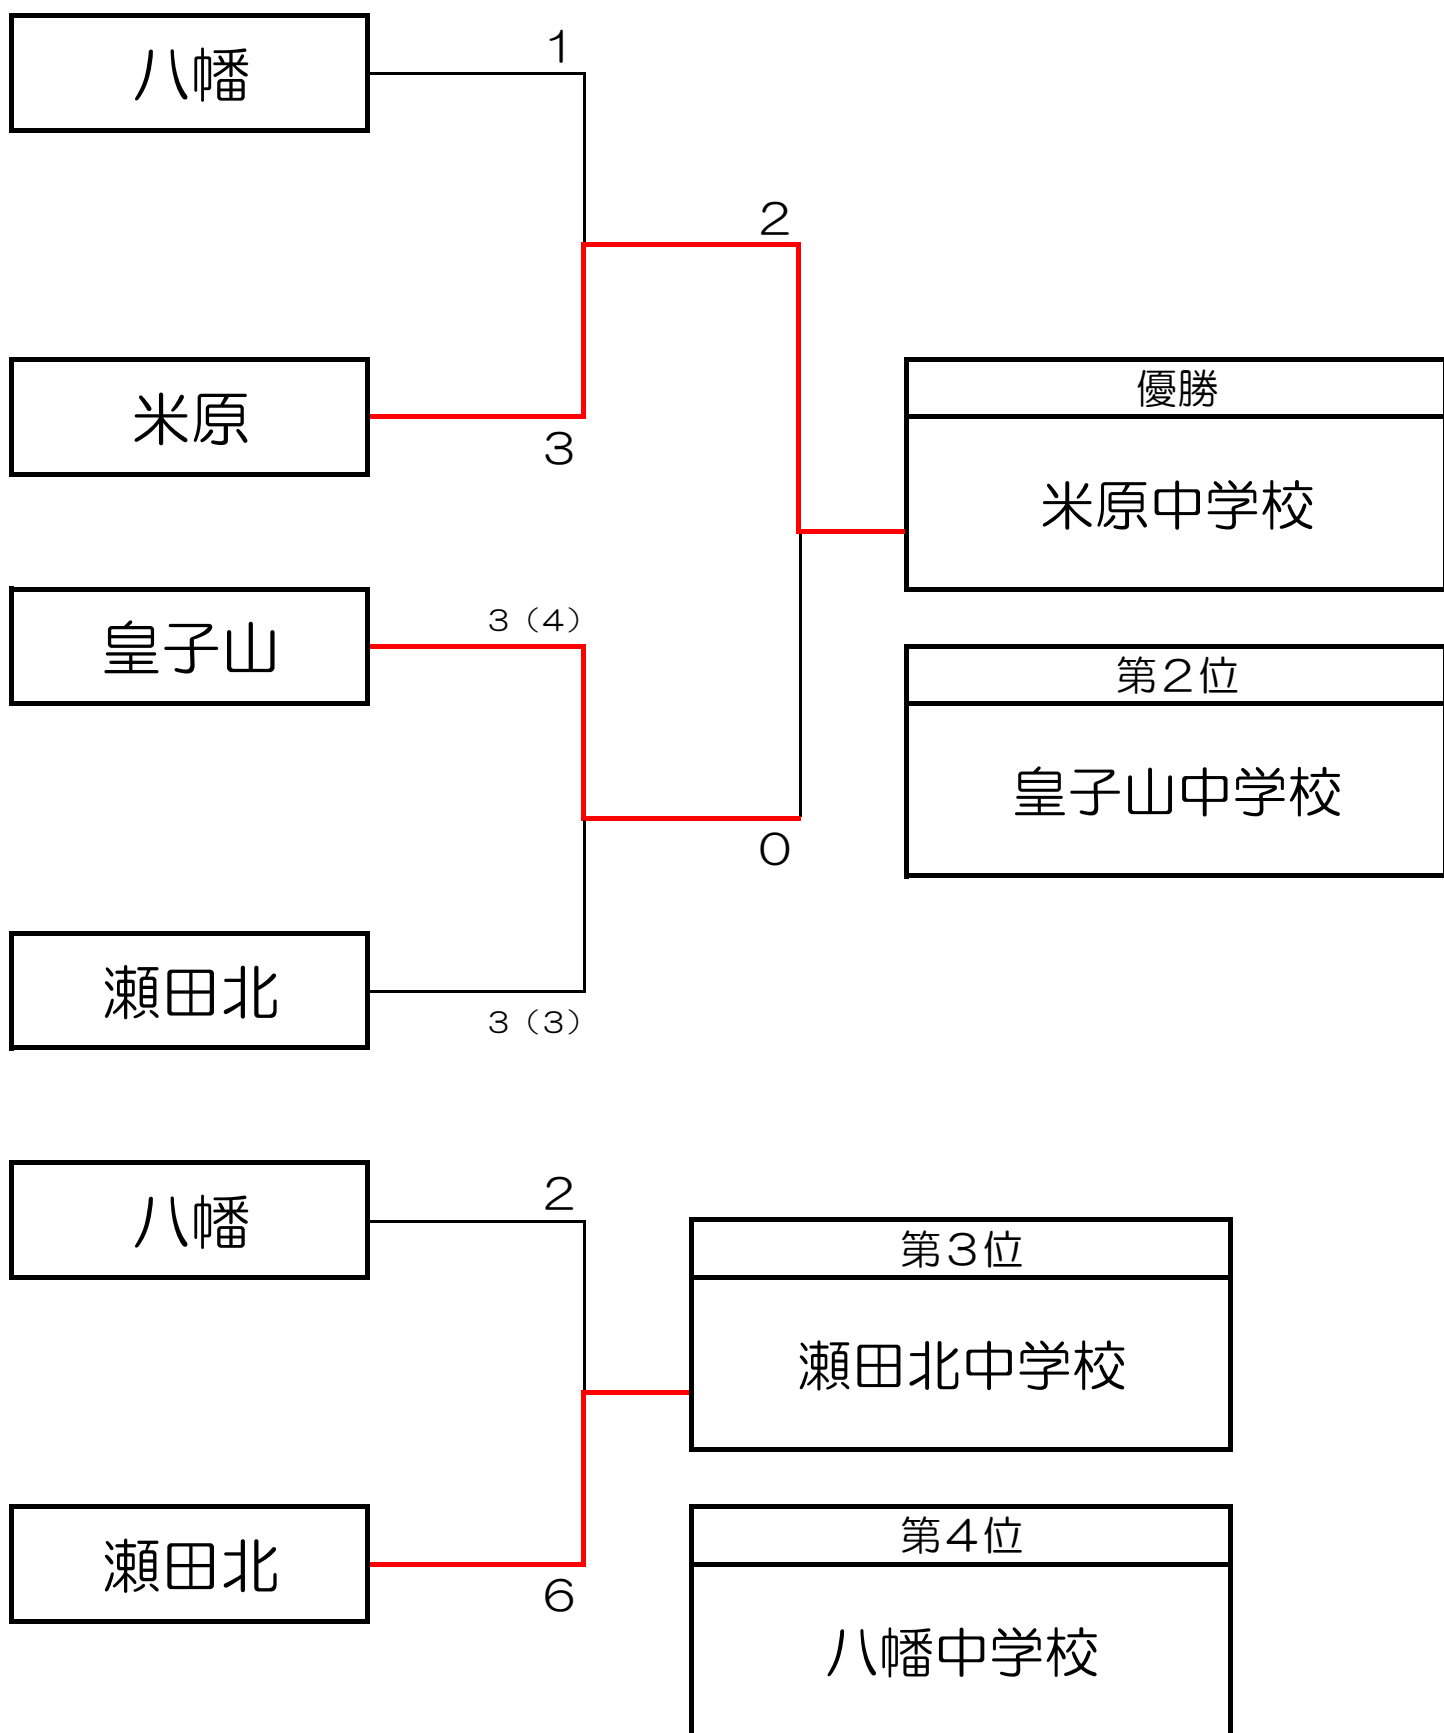 八幡
1
2
米原
3
優勝
米原中学校
皇子山
3（4）
第2位
皇子山中学校
0
瀬田北
3（3）
八幡
2
第3位
瀬田北中学校
瀬田北
6
第4位
八幡中学校